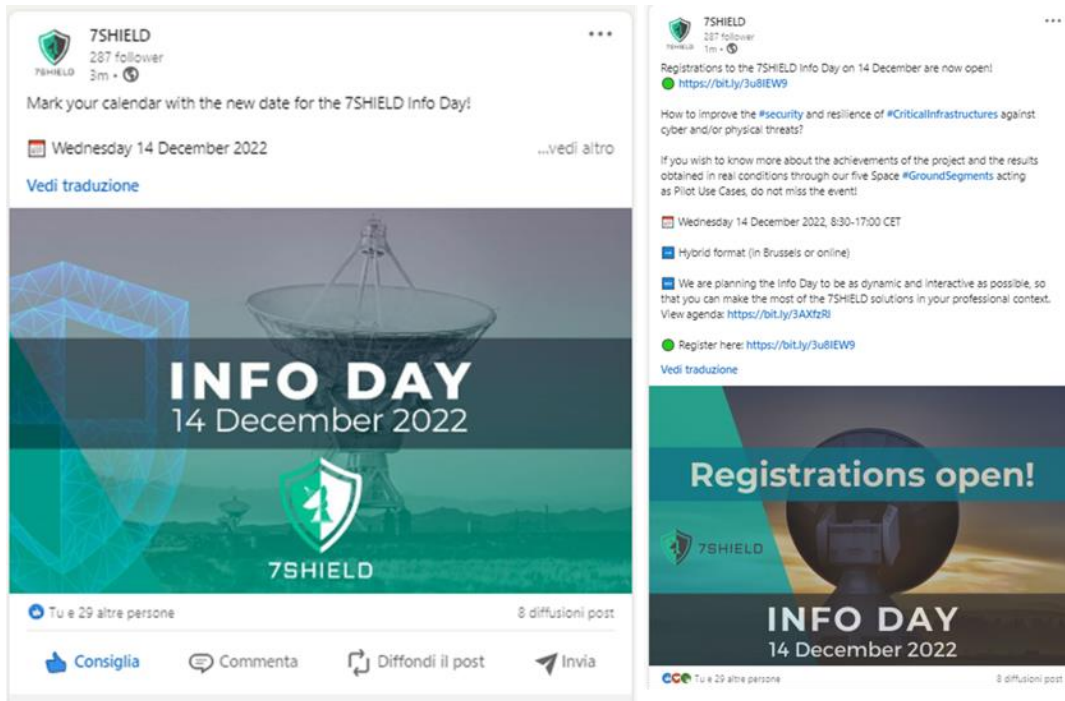 7SHIELD
287 follower
3m •
7SHIELD
Mark your calendar with the new date for the 7SHIELD Info Day!
Wednesday 14 December 2022
...vedi altro
Vedi traduzione
INFO DAY
14 December 2022
7SHIELD
Tu e 29 altre persone
8 diffusioni post
Consiglia
Commenta
Diffondi il post
Invia
7SHIELD
287 follower
1m •
7SHIELD
Registrations to the 7SHIELD Info Day on 14 December are now open!
https://bit.ly/3u8IEW9
How to improve the #security and resilience of #CriticalInfrastructures against
cyber and/or physical threats?
If you wish to know more about the achievements of the project and the results
obtained in real conditions through our five Space #GroundSegments acting
as Pilot Use Cases, do not miss the event!
Wednesday 14 December 2022, 8:30-17:00 CET
Hybrid format (in Brussels or online)
We are planning the Info Day to be as dynamic and interactive as possible, so
that you can make the most of the 7SHIELD solutions in your professional context.
View agenda: https://bit.ly/3AXfzRl
Register here: https://bit.ly/3u8IEW9
Vedi traduzione
Registrations open!
7SHIELD
INFO DAY
14 December 2022
Tu e 29 altre persone
8 diffusioni post